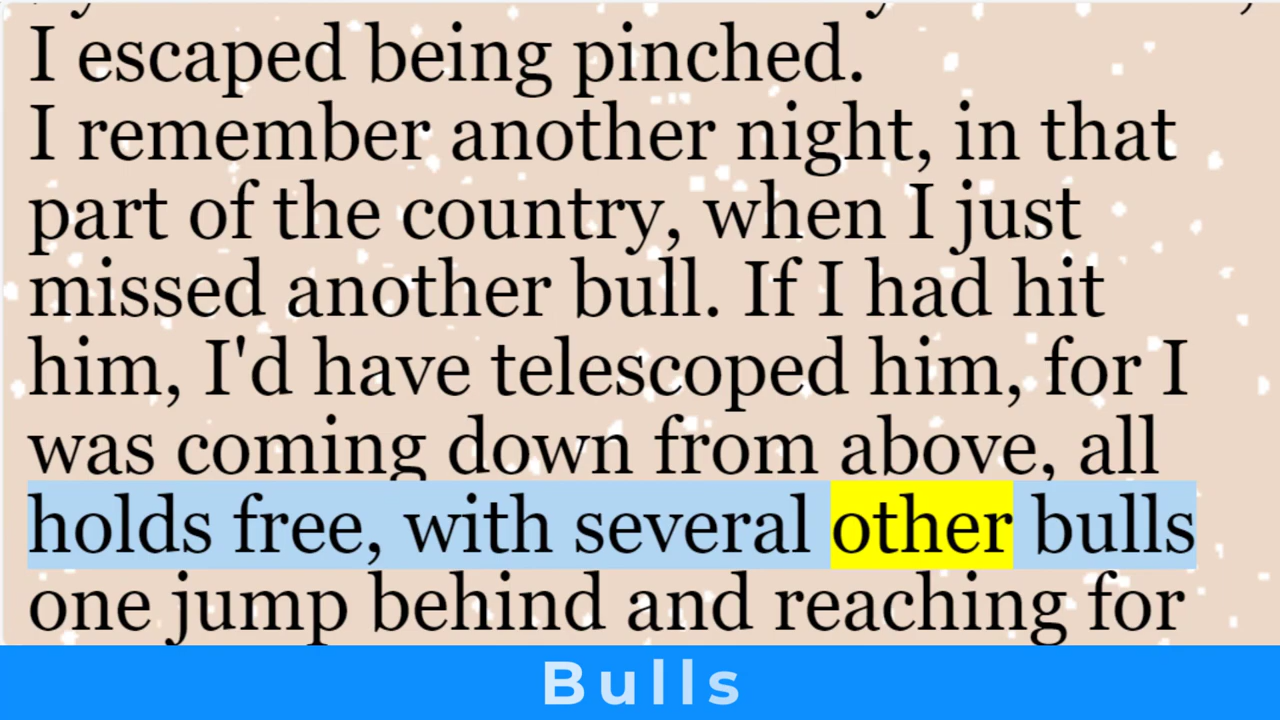 I escaped being pinched.
I remember another night, in that
part of the country, when I just
missed another bull. If I had hit
him, I'd have telescoped him, for I
was coming down from above, all
holds free, with several other bulls
one jump behind and reaching for
Bulls